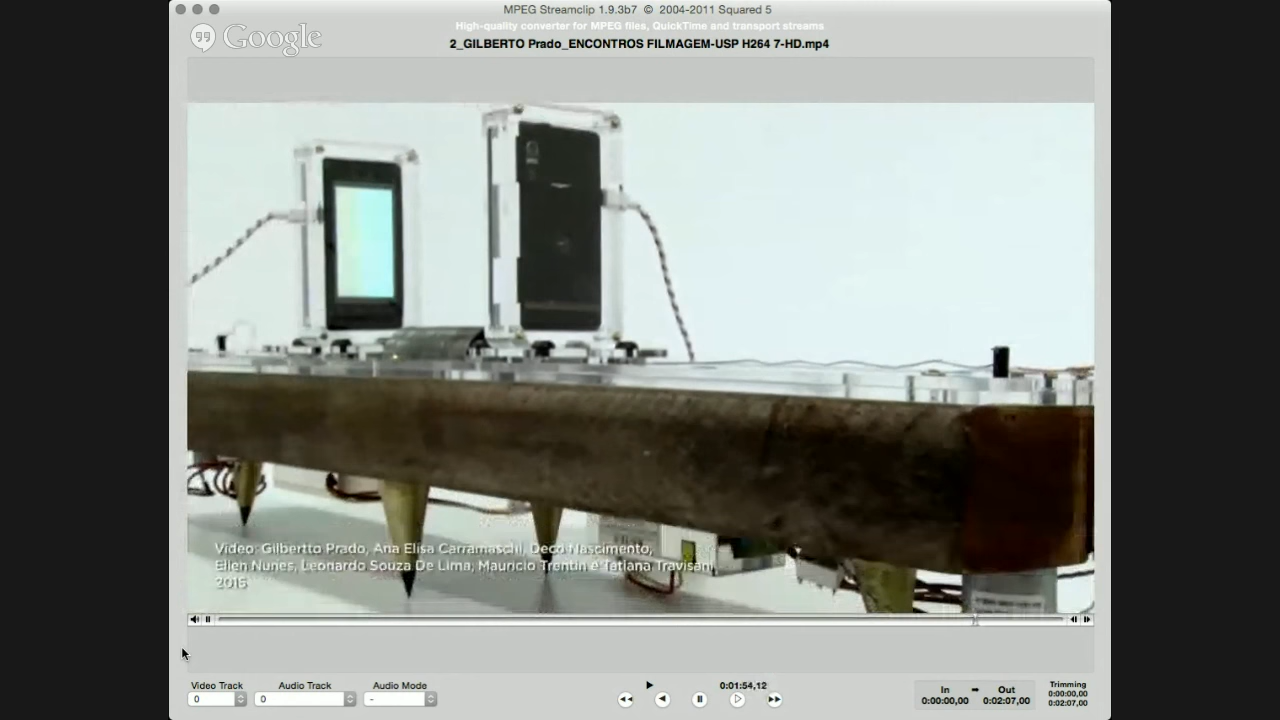 MPEG Streamclip 1.9.3b7 © 2004-2011 Squared 5
High-quality converter for MPEG files, QuickTime and transport streams
Google
2_GILBERTO Prado_ENCONTROS FILMAGEM-USP H264 7-HD.mp4
Video: Gilbertto Prado, Ana Elisa Carramaschi, Deco Nascimento,
Ellen Nunes, Leonardo Souza De Lima, Mauricio Trentin e Tatiana Travisani
2015
Video Track
Audio Track
Audio Mode
0
0
-
0:01:54,12
In
Out
0:00:00,00
0:02:07,00
Trimming
0:00:00,00
0:02:07,00